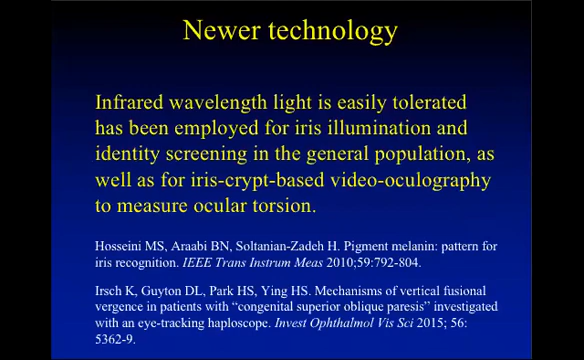 Newer technology
Infrared wavelength light is easily tolerated
has been employed for iris illumination and
identity screening in the general population, as
well as for iris-crypt-based video-oculography
to measure ocular torsion.
Hosseini MS, Araabi BN, Soltanian-Zadeh H. Pigment melanin: pattern for
iris recognition. IEEE Trans Instrum Meas 2010;59:792-804.
Irsch K, Guyton DL, Park HS, Ying HS. Mechanisms of vertical fusional
vergence in patients with “congenital superior oblique paresis” investigated
with an eye-tracking haploscope. Invest Ophthalmol Vis Sci 2015; 56:
5362-9.